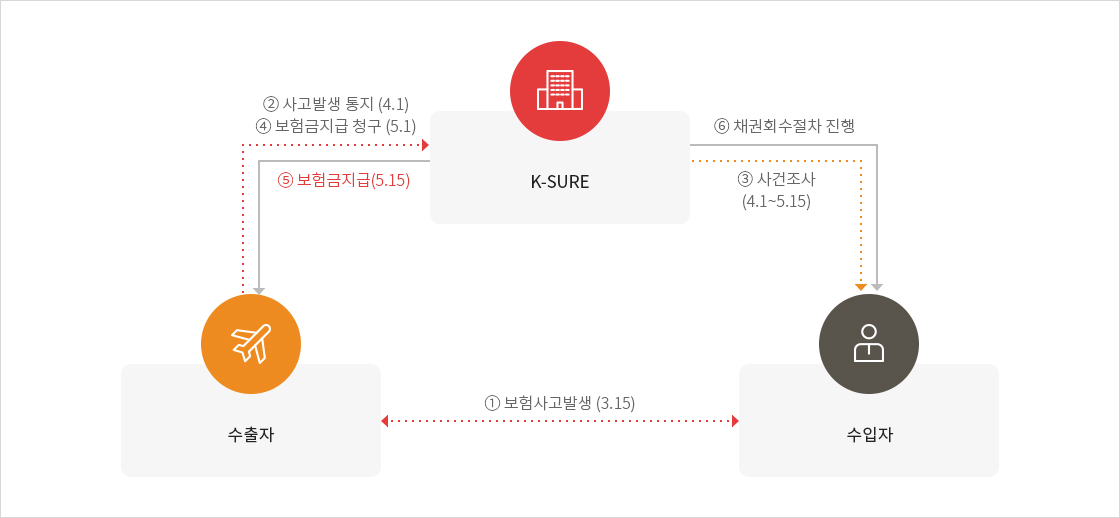 ② 사고발생 통지 (4.1)
④ 보험금지급 청구 (5.1)
⑤ 보험금지급(5.15)
K-SURE
⑥ 채권회수절차 진행
③ 사건조사
(4.1~5.15)
① 보험사고발생 (3.15)
수출자
수입자